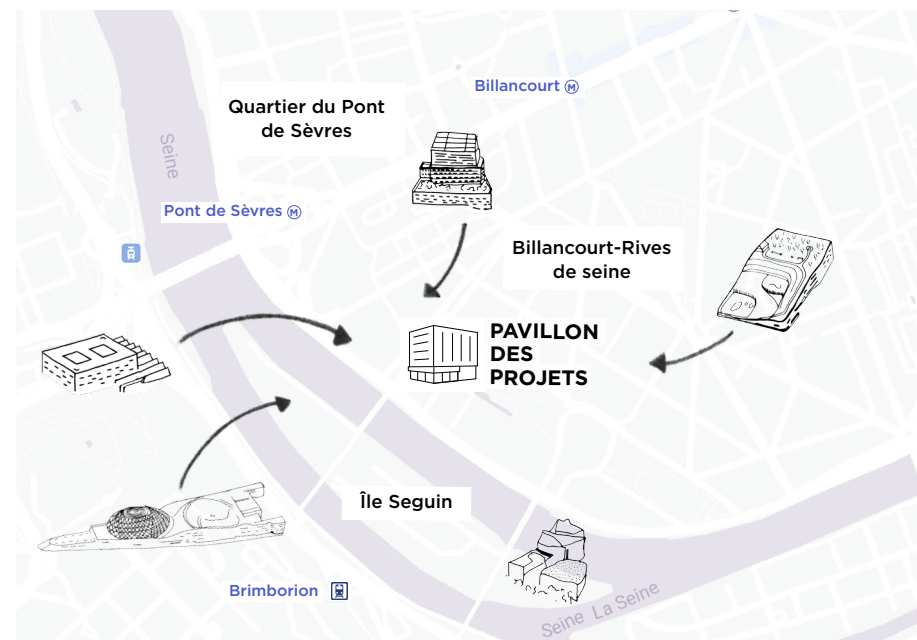 Billancourt M
Quartier du Pont
de Sèvres
Seine
Pont de Sèvres M
Billancourt-Rives
de seine
PAVILLON
DES
PROJETS
Île Seguin
Brimborion
Seine La Seine